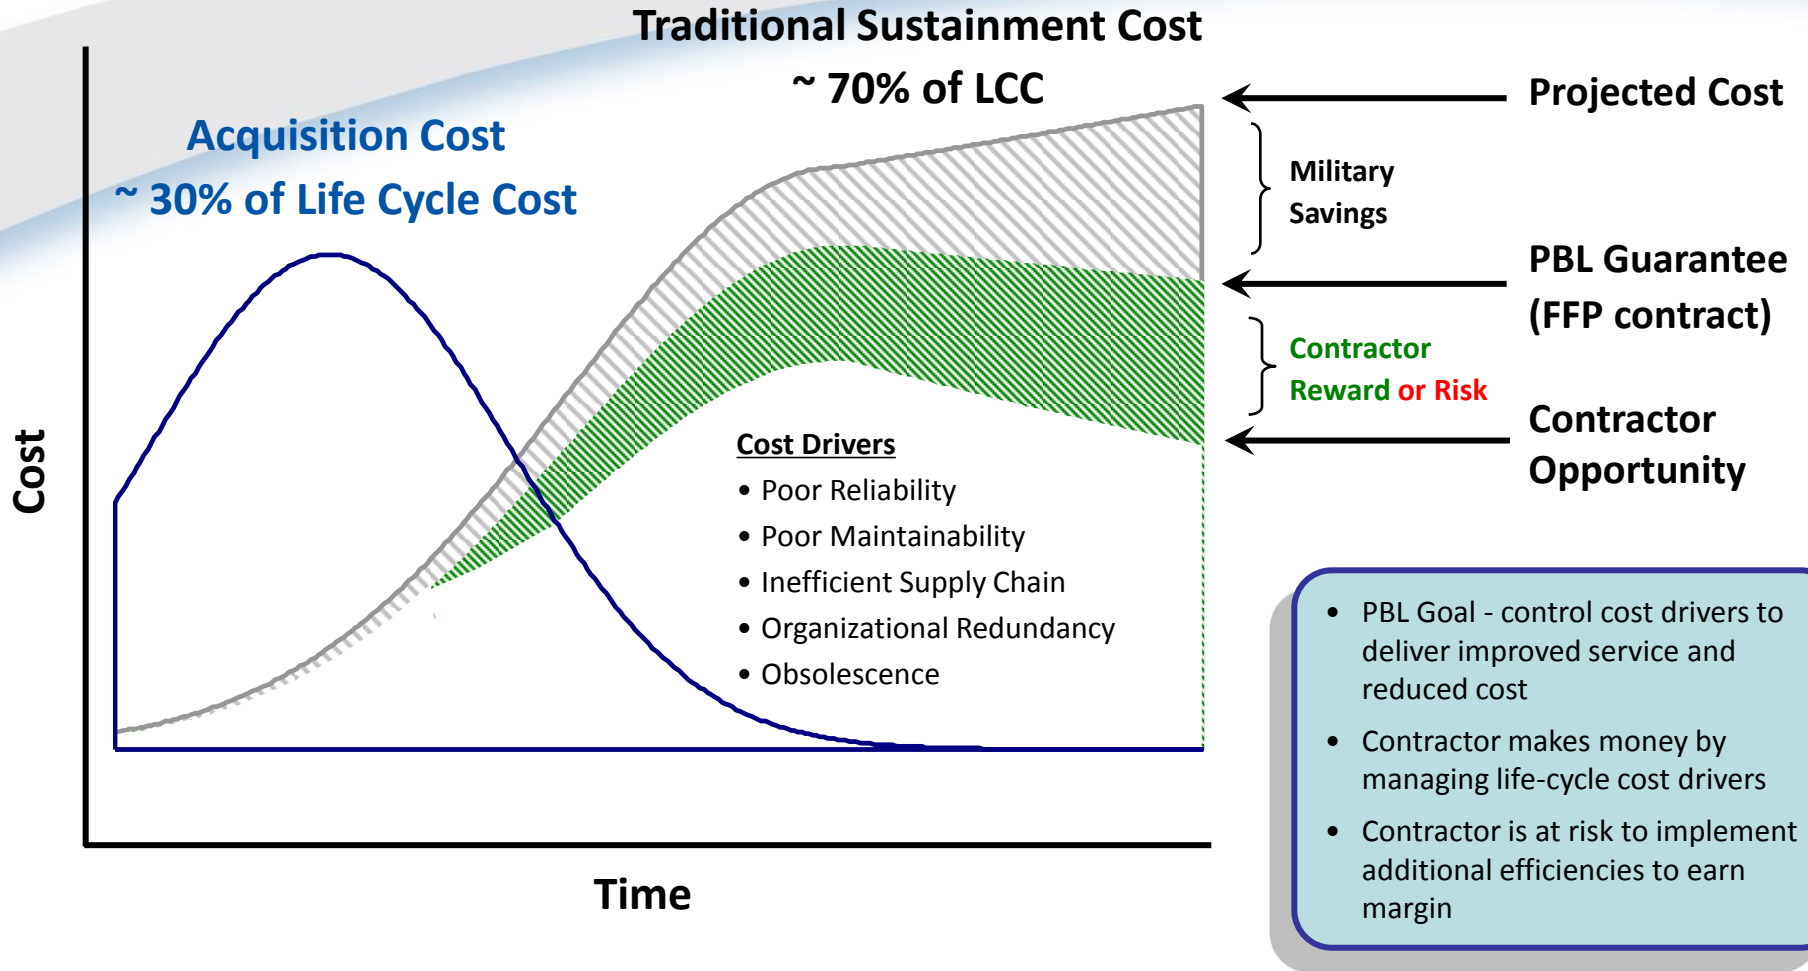 Traditional Sustainment Cost
~ 70% of LCC
Acquisition Cost
~ 30% of Life Cycle Cost
Projected Cost
Military
Savings
PBL Guarantee
(FFP contract)
Contractor
Reward or Risk
Contractor
Opportunity
Cost
Cost Drivers
• Poor Reliability
• Poor Maintainability
• Inefficient Supply Chain
• Organizational Redundancy
• Obsolescence
Time
• PBL Goal - control cost drivers to
deliver improved service and
reduced cost
• Contractor makes money by
managing life-cycle cost drivers
• Contractor is at risk to implement
additional efficiencies to earn
margin